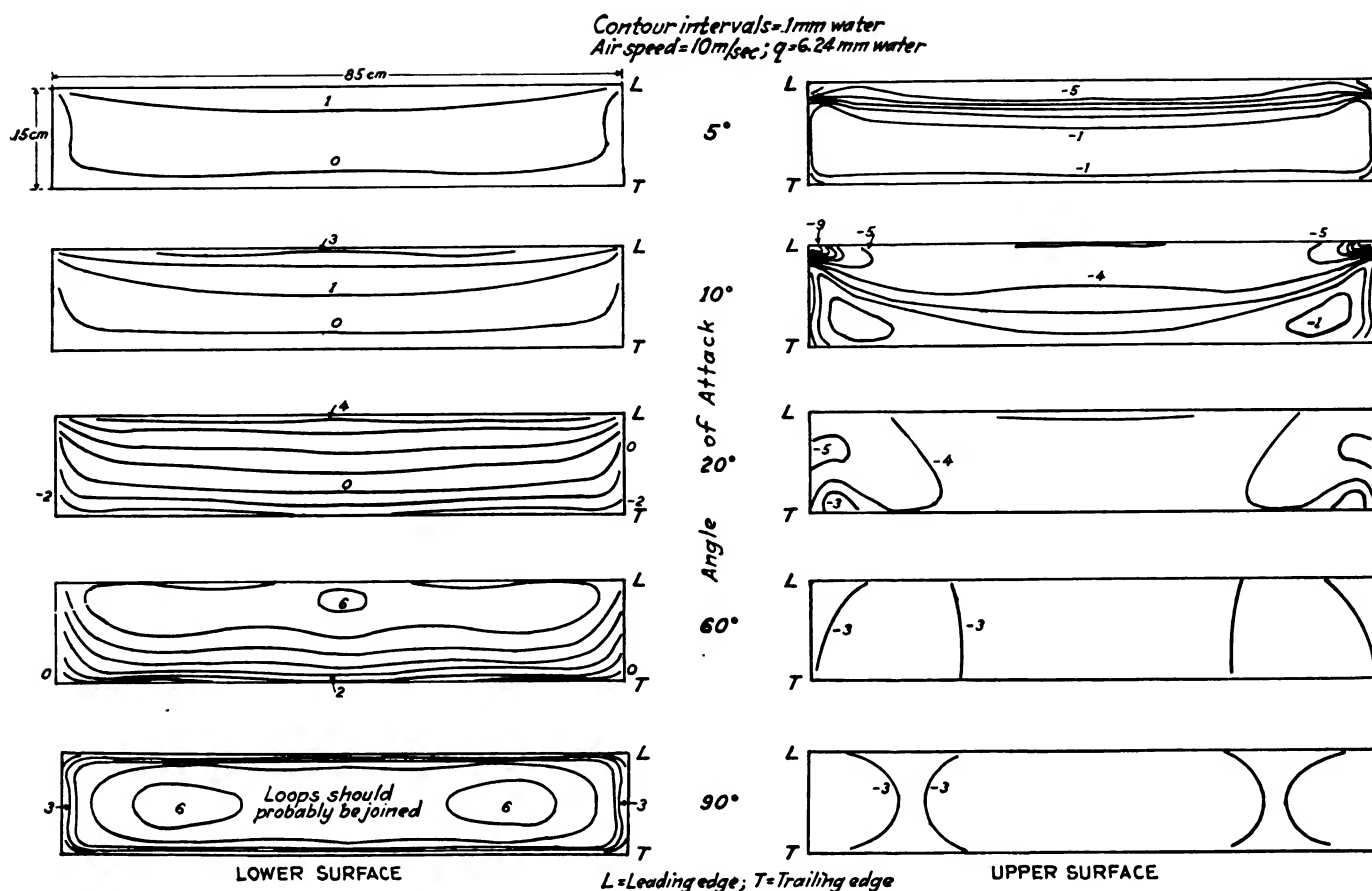 Contour intervals=.1mm water
Air speed=10m/sec; q=6.24mm water
85 cm
.15cm
L
1
0
T
5°
L
-5
-1
-1
T
3
L
1
0
T
10°
-9
-5
-5
L
-4
-1
T
4
L
0
0
-2
-2
T
20°
L
-5
-4
-3
T
Angle of Attack
L
6
0
0
T
2
60°
L
-3
-3
T
L
3
6
Loops should
probably be joined
6
3
T
90°
L
-3
-3
T
LOWER SURFACE
L=Leading edge; T=Trailing edge
UPPER SURFACE